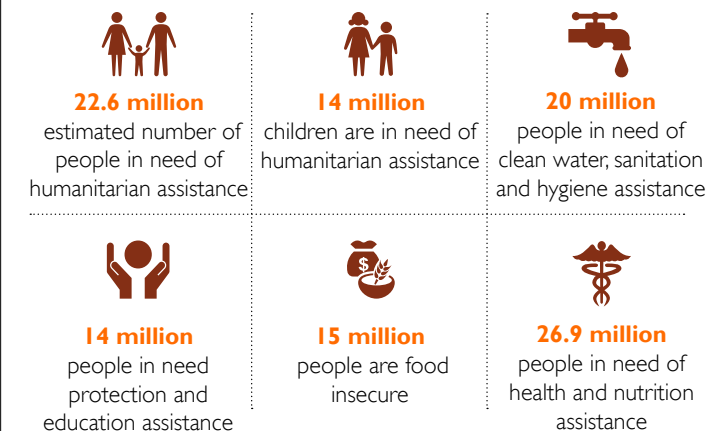 22.6 million
estimated number of
people in need of
humanitarian assistance
14 million
children are in need of
humanitarian assistance
20 million
people in need of
clean water, sanitation
and hygiene assistance
14 million
people in need
protection and
education assistance
$
15 million
people are food
insecure
26.9 million
people in need of
health and nutrition
assistance